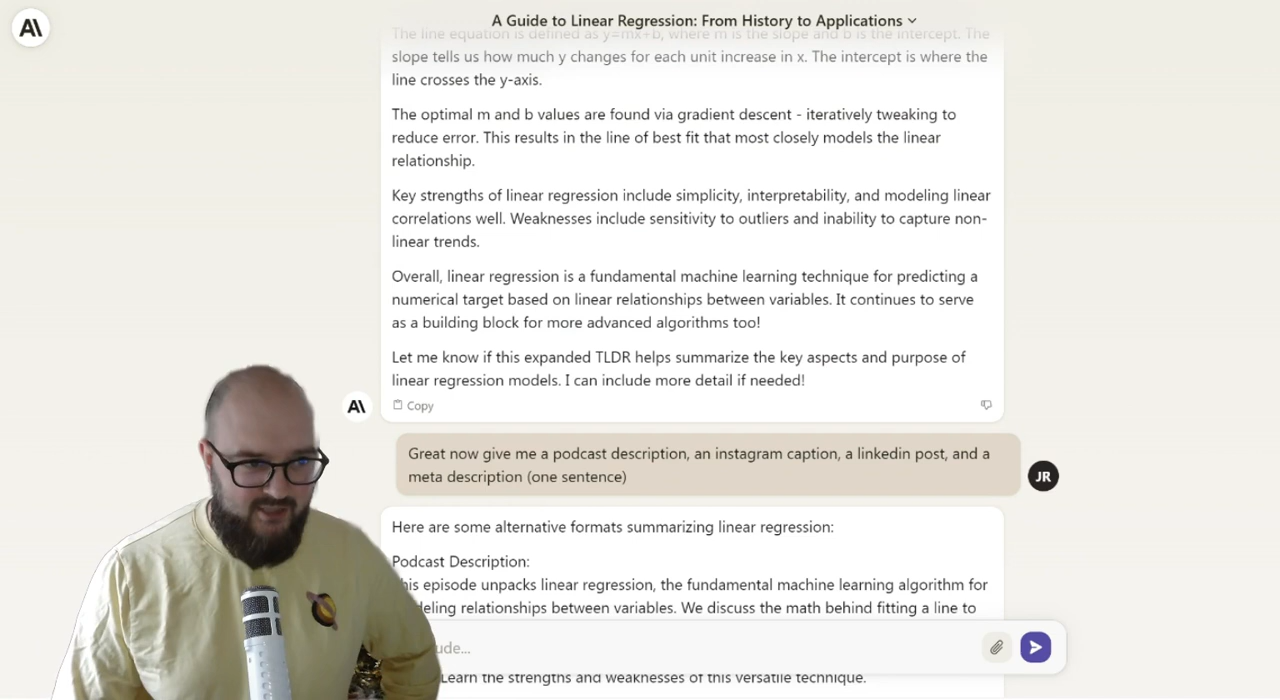 A\
A Guide to Linear Regression: From History to Applications
The line equation is defined as y=mx+b, where m is the slope and b is the intercept. The
slope tells us how much y changes for each unit increase in x. The intercept is where the
line crosses the y-axis.
The optimal m and b values are found via gradient descent - iteratively tweaking to
reduce error. This results in the line of best fit that most closely models the linear
relationship.
Key strengths of linear regression include simplicity, interpretability, and modeling linear
correlations well. Weaknesses include sensitivity to outliers and inability to capture non-
linear trends.
Overall, linear regression is a fundamental machine learning technique for predicting a
numerical target based on linear relationships between variables. It continues to serve
as a building block for more advanced algorithms too!
Let me know if this expanded TLDR helps summarize the key aspects and purpose of
linear regression models. I can include more detail if needed!
A\
Copy
Great now give me a podcast description, an instagram caption, a linkedin post, and a
meta description (one sentence)
JR
Here are some alternative formats summarizing linear regression:
Podcast Description:
his episode unpacks linear regression, the fundamental machine learning algorithm for
deling relationships between variables. We discuss the math behind fitting a line to
ude...
Learn the strengths and weaknesses of this versatile technique.